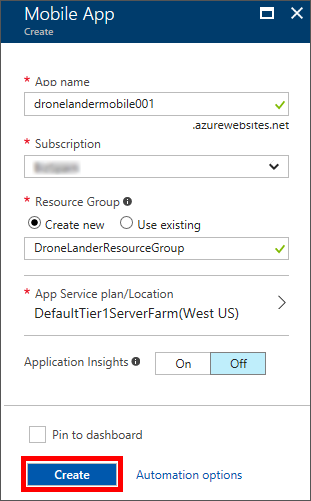 Mobile App
Create
* App name
dronelandermobile001
.azurewebsites.net
* Subscription
* Resource Group
Create new Use existing
DroneLanderResourceGroup
* App Service plan/Location
DefaultTier1ServerFarm(West US)
Application Insights On Off
Pin to dashboard
Create Automation options